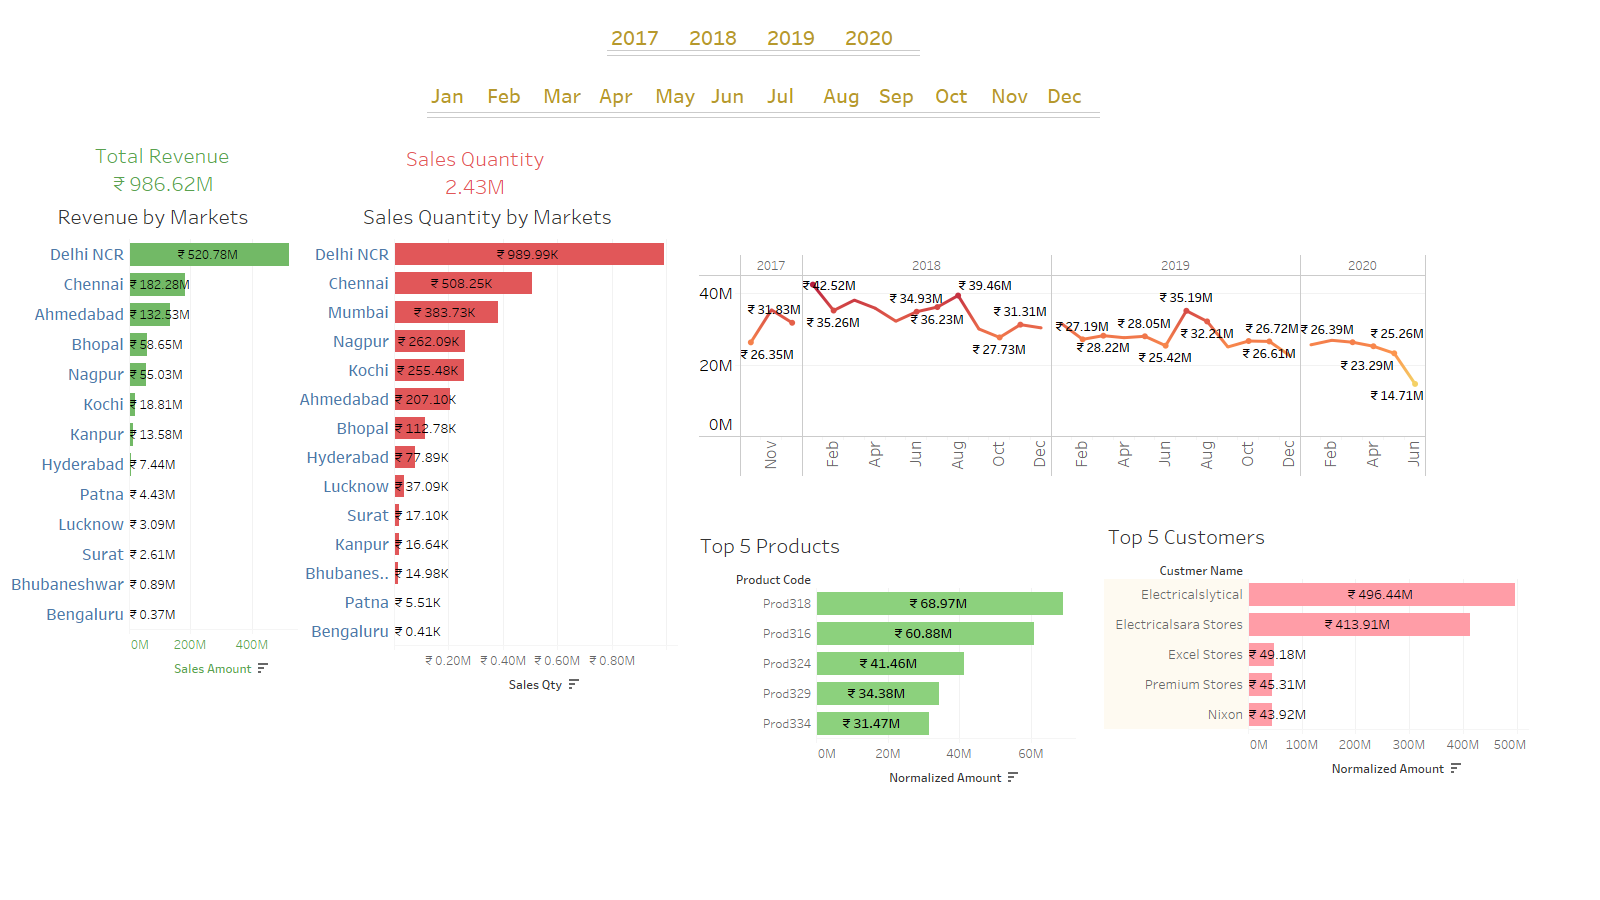 2017 2018 2019 2020
Jan Feb Mar Apr May Jun Jul Aug Sep Oct Nov Dec
Total Revenue
₹ 986.62M
Sales Quantity
2.43M
Revenue by Markets
Delhi NCR ₹ 520.78M
Chennai ₹ 182.28M
Ahmedabad ₹ 132.53M
Bhopal ₹ 58.65M
Nagpur ₹ 55.03M
Kochi ₹ 18.81M
Kanpur ₹ 13.58M
Hyderabad ₹ 7.44M
Patna ₹ 4.43M
Lucknow ₹ 3.09M
Surat ₹ 2.61M
Bhubaneshwar ₹ 0.89M
Bengaluru ₹ 0.37M
0M 200M 400M
Sales Amount
Sales Quantity by Markets
Delhi NCR ₹ 989.99K
Chennai ₹ 508.25K
Mumbai ₹ 383.73K
Nagpur ₹ 262.09K
Kochi ₹ 255.48K
Ahmedabad ₹ 207.10K
Bhopal ₹ 112.78K
Hyderabad ₹ 77.89K
Lucknow ₹ 37.09K
Surat ₹ 17.10K
Kanpur ₹ 16.64K
Bhubanes.. ₹ 14.98K
Patna ₹ 5.51K
Bengaluru ₹ 0.41K
₹ 0.20M ₹ 0.40M ₹ 0.60M ₹ 0.80M
Sales Qty
2017 2018 2019 2020
40M
20M
0M
₹ 26.35M
₹ 31.83M
₹ 42.52M
₹ 35.26M
₹ 34.93M
₹ 36.23M
₹ 39.46M
₹ 27.73M
₹ 31.31M
₹ 27.19M
₹ 28.22M
₹ 28.05M
₹ 25.42M
₹ 35.19M
₹ 32.21M
₹ 26.72M
₹ 26.61M
₹ 26.39M
₹ 23.29M
₹ 25.26M
₹ 14.71M
Nov Feb Apr Jun Aug Oct Dec Feb Apr Jun Aug Oct Dec Feb Apr Jun
Top 5 Products
Product Code
Prod318 ₹ 68.97M
Prod316 ₹ 60.88M
Prod324 ₹ 41.46M
Prod329 ₹ 34.38M
Prod334 ₹ 31.47M
0M 20M 40M 60M
Normalized Amount
Top 5 Customers
Custmer Name
Electricalslytical ₹ 496.44M
Electricalsara Stores ₹ 413.91M
Excel Stores ₹ 49.18M
Premium Stores ₹ 45.31M
Nixon ₹ 43.92M
0M 100M 200M 300M 400M 500M
Normalized Amount